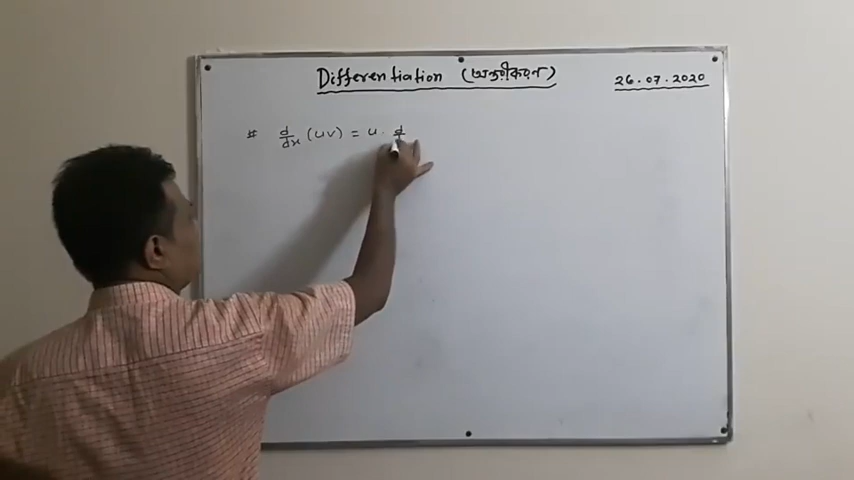 Differentiation (অন্তরীকরণ)
26.07.2020
# d/dx (uv) = u · d